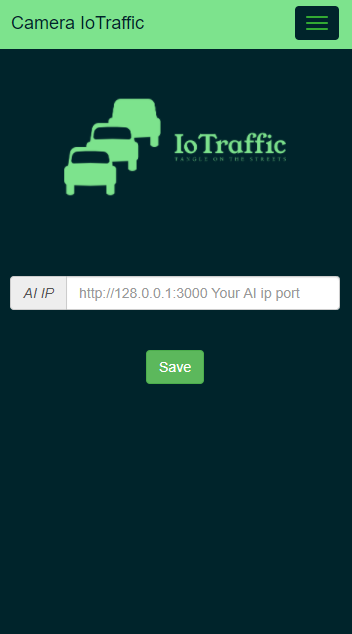 Camera IoTraffic
IoTraffic
TANGLE ON THE STREETS
AI IP
http://128.0.0.1:3000 Your AI ip port
Save